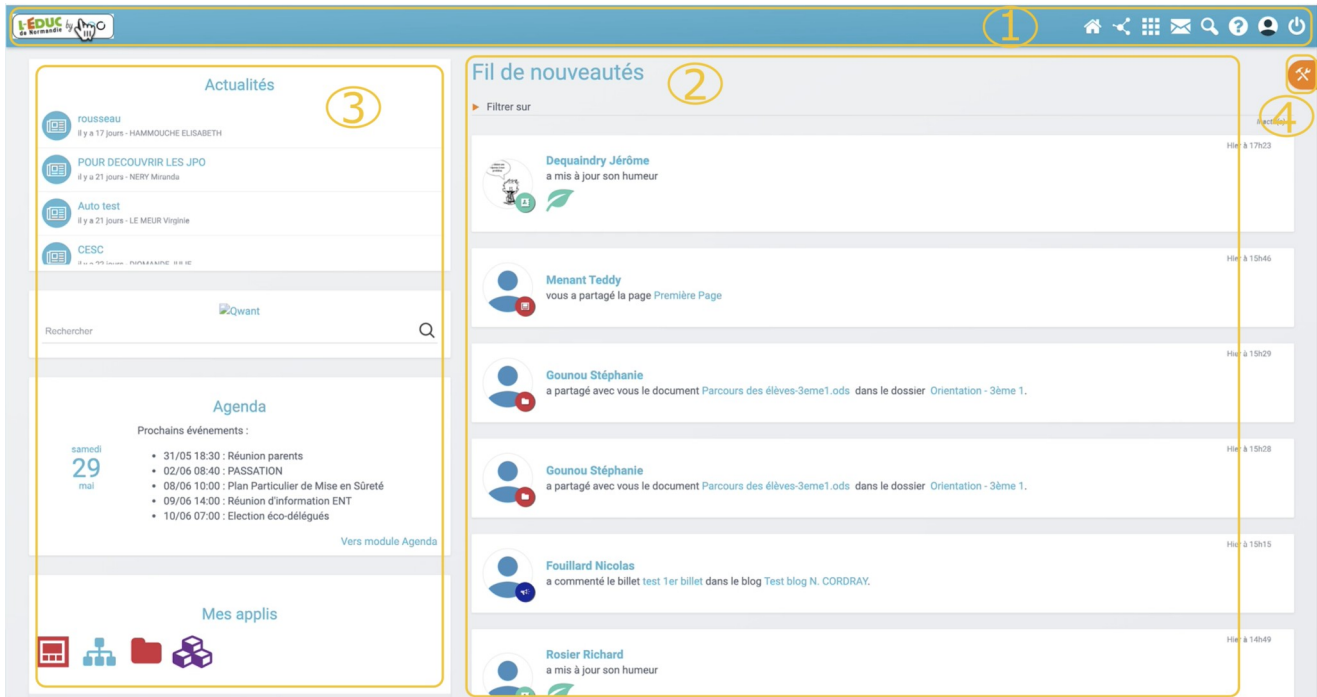 L'ÉDUC by
de Normandie
1
Actualités
3
rousseau
il y a 17 jours - HAMMOUCHE ELISABETH
POUR DECOUVRIR LES JPO
il y a 21 jours - NERY Miranda
Auto test
il y a 21 jours - LE MEUR Virginie
CESC
il y a 22 jours - DIOMANDE JULIE
Qwant
Rechercher
Agenda
Prochains événements :
samedi
29
mai
• 31/05 18:30 : Réunion parents
• 02/06 08:40 : PASSATION
• 08/06 10:00 : Plan Particulier de Mise en Sûreté
• 09/06 14:00 : Réunion d'information ENT
• 10/06 07:00 : Election éco-délégués
Vers module Agenda
Mes applis
Fil de nouveautés
2
4
Filtrer sur
Hier à 17h23
Dequaindry Jérôme
a mis à jour son humeur
Hier à 15h46
Menant Teddy
vous a partagé la page Première Page
Hier à 15h29
Gounou Stéphanie
a partagé avec vous le document Parcours des élèves-3eme1.ods dans le dossier Orientation - 3ème 1.
Hier à 15h28
Gounou Stéphanie
a partagé avec vous le document Parcours des élèves-3eme1.ods dans le dossier Orientation - 3ème 1.
Hier à 15h15
Fouillard Nicolas
a commenté le billet test 1er billet dans le blog Test blog N. CORDRAY.
Hier à 14h49
Rosier Richard
a mis à jour son humeur